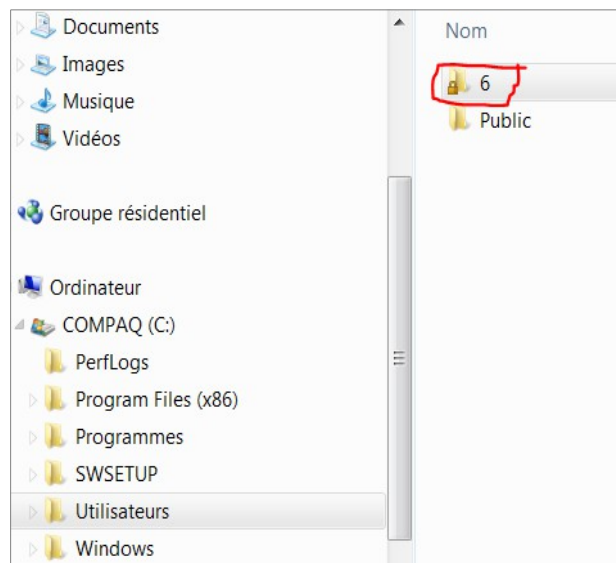 Documents
Images
Musique
Vidéos
Groupe résidentiel
Ordinateur
COMPAQ (C:)
PerfLogs
Program Files (x86)
Programmes
SWSETUP
Utilisateurs
Windows
Nom
6
Public